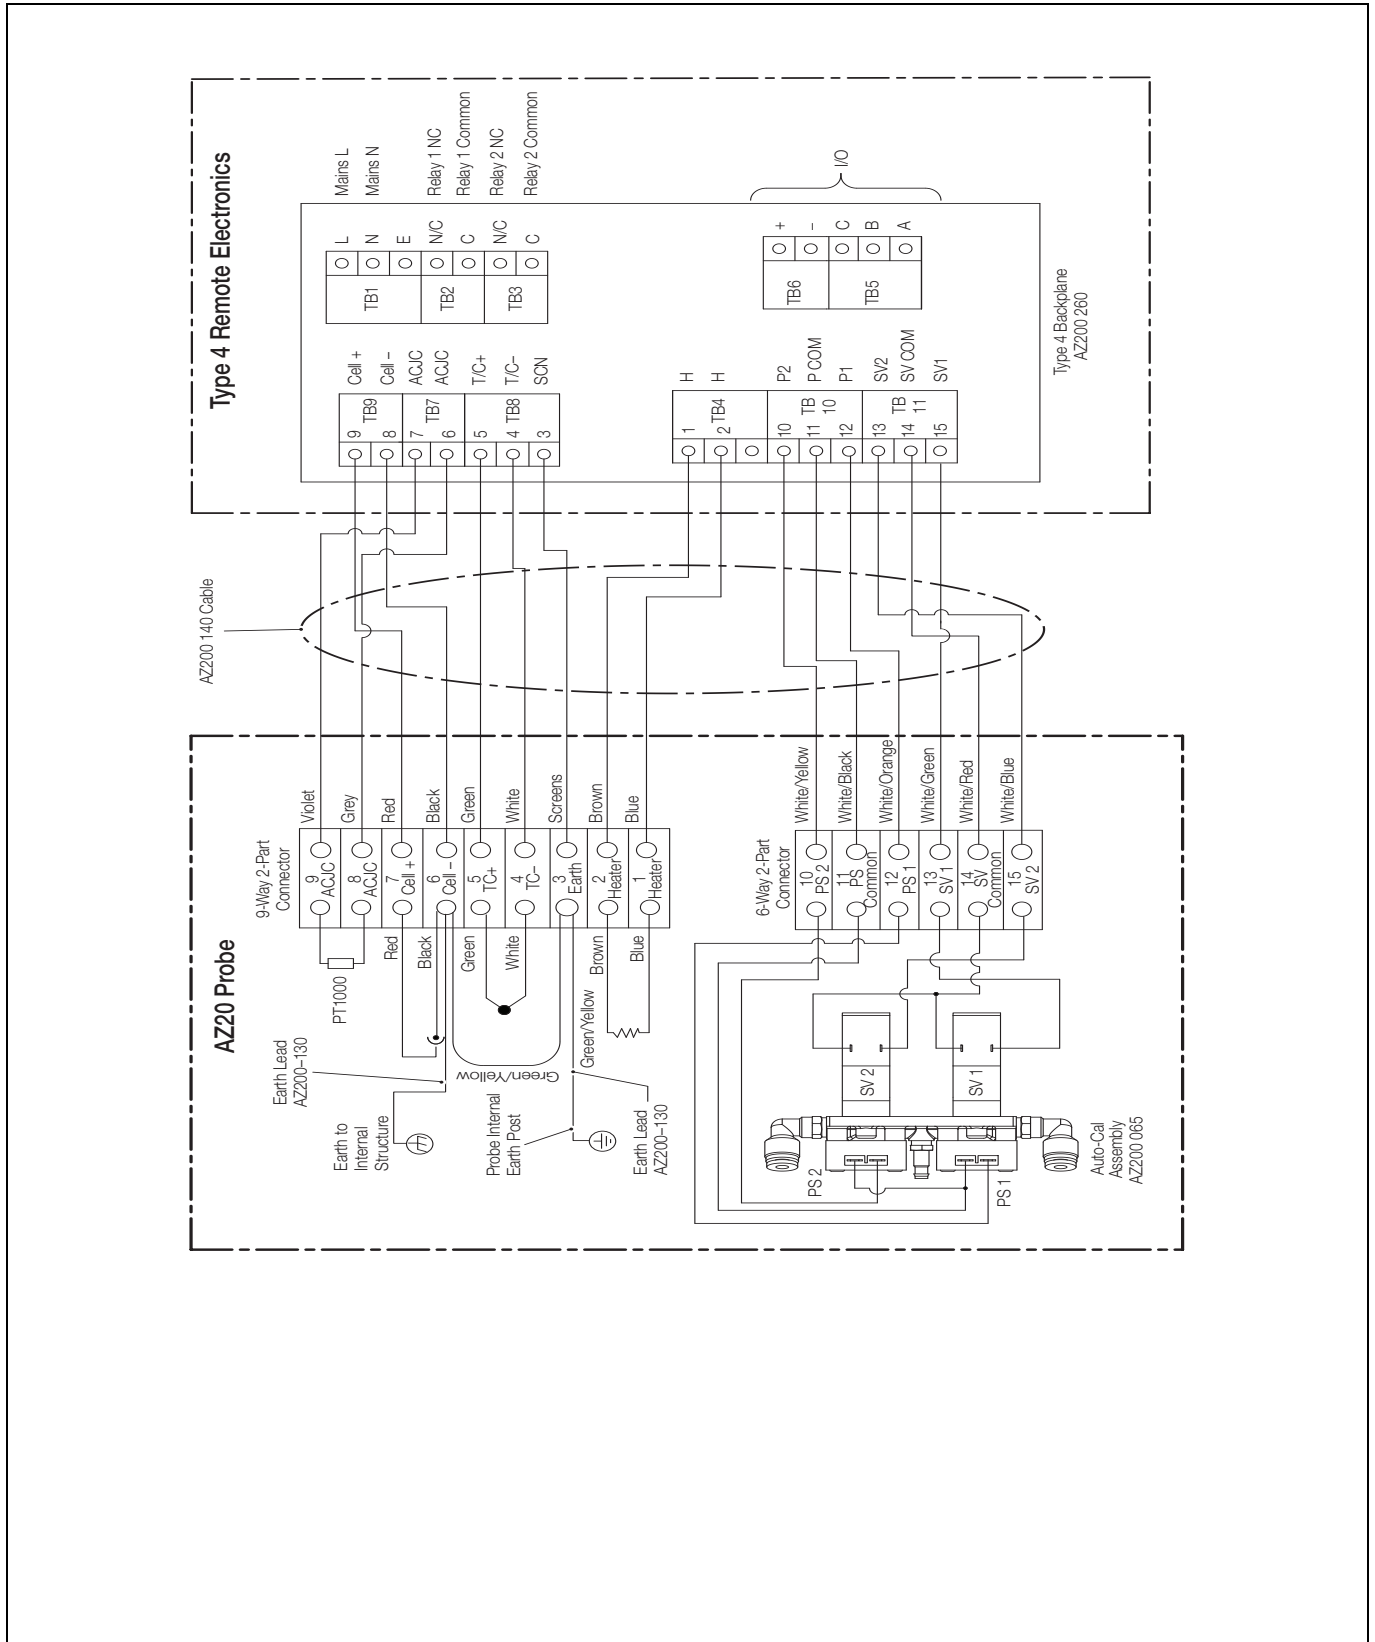 Type 4 Remote Electronics
Mains L
Mains N
Relay 1 NC
Relay 1 Common
Relay 2 NC
Relay 2 Common
L
N
E
N/C
C
N/C
C
TB1
TB2
TB3
I/O
+
–
C
B
A
TB6
TB5
Type 4 Backplane
AZ200 260
Cell +
Cell –
ACJC
ACJC
T/C+
T/C–
SCN
TB9
TB7
TB8
9
8
7
6
5
4
3
H
H
P2
P COM
P1
SV2
SV COM
SV1
TB4
TB
10
TB
11
1
2
10
11
12
13
14
15
AZ200 140 Cable
AZ20 Probe
9-Way 2-Part
Connector
Violet
Grey
Red
Black
Green
White
Screens
Brown
Blue
9
ACJC
8
ACJC
7
Cell +
6
Cell –
5
TC+
4
TC–
3
Earth
2
Heater
1
Heater
PT1000
Red
Black
Green
White
Green/Yellow
Green/Yellow
Brown
Blue
Earth Lead
AZ200–130
Earth to
Internal
Structure
Probe Internal
Earth Post
Earth Lead
AZ200–130
6-Way 2-Part
Connector
White/Yellow
White/Black
White/Orange
White/Green
White/Red
White/Blue
10
PS 2
11
PS
Common
12
PS 1
13
SV 1
14
SV
Common
15
SV 2
SV 2
SV 1
PS 2
PS 1
Auto-Cal
Assembly
AZ200 065